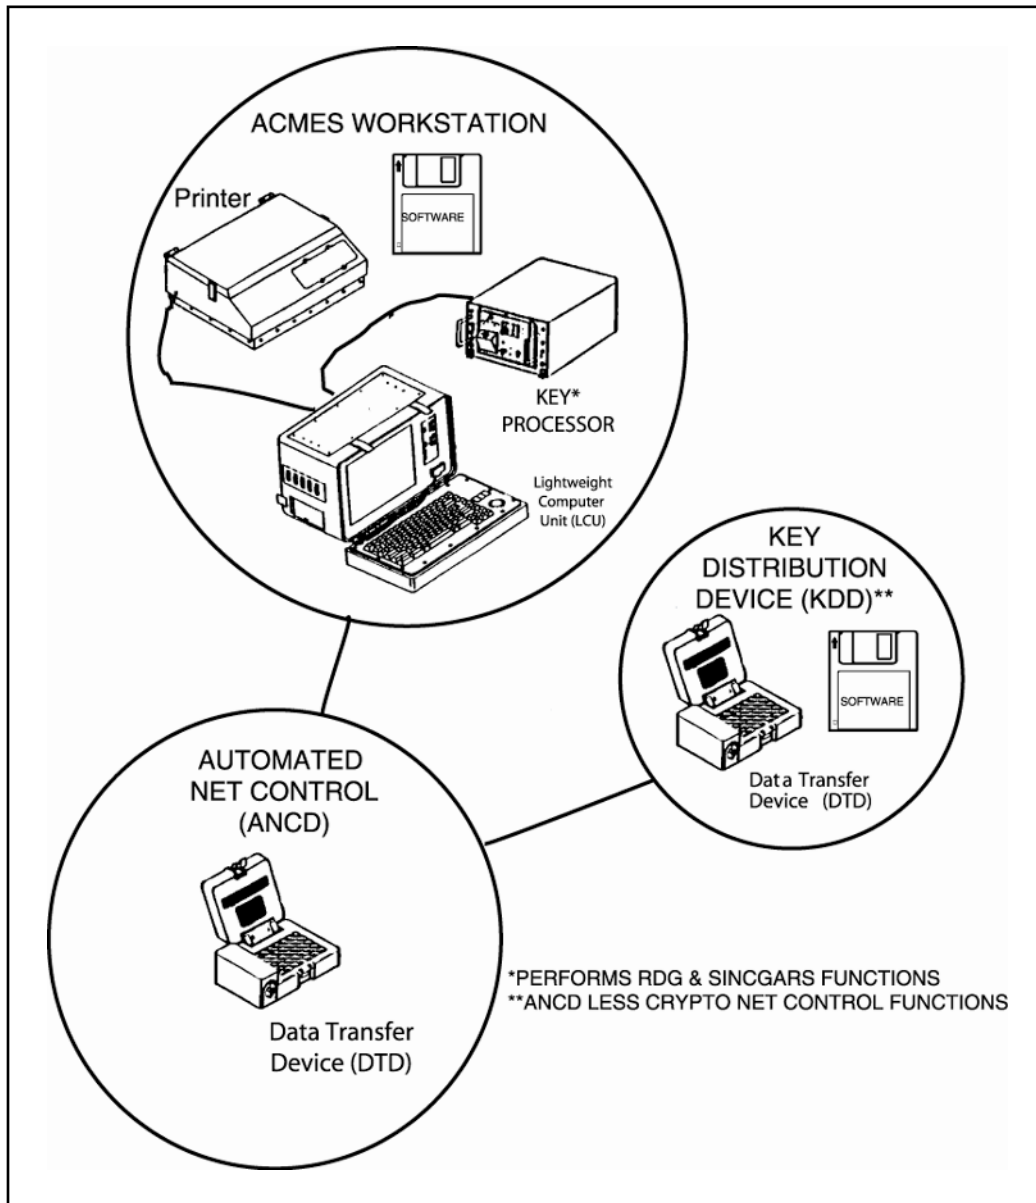 ACMES WORKSTATION
Printer
SOFTWARE
KEY*
PROCESSOR
Lightweight
Computer
Unit (LCU)
KEY
DISTRIBUTION
DEVICE (KDD)**
SOFTWARE
Data Transfer
Device (DTD)
AUTOMATED
NET CONTROL
(ANCD)
Data Transfer
Device (DTD)
*PERFORMS RDG & SINCGARS FUNCTIONS
**ANCD LESS CRYPTO NET CONTROL FUNCTIONS